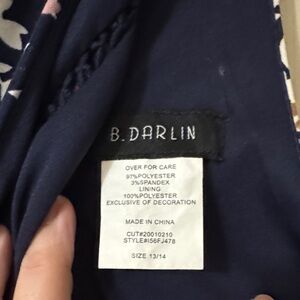 B. DARLIN
OVER FOR CARE
97%POLYESTER
3%SPANDEX
LINING
100%POLYESTER
EXCLUSIVE OF DECORATION
MADE IN CHINA
CUT#20010210
STYLE#I56FJ478
SIZE 13/14